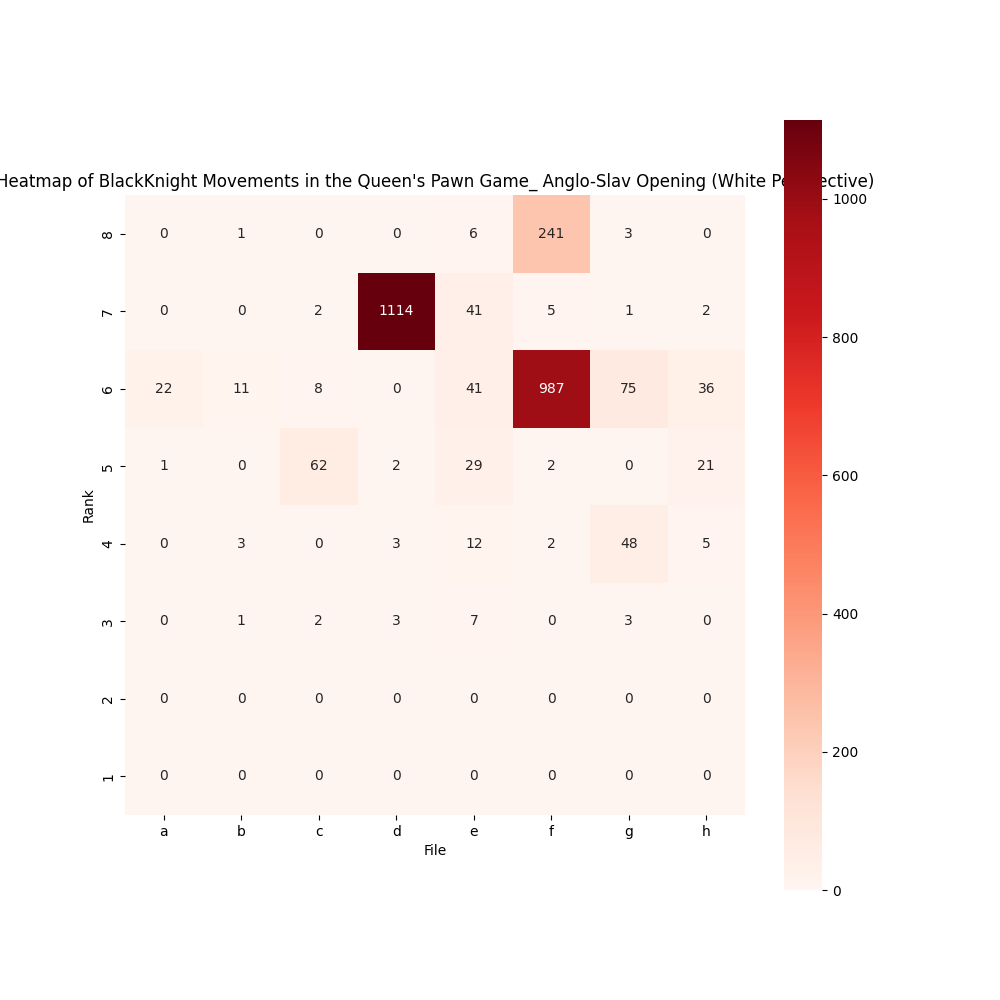 Heatmap of BlackKnight Movements in the Queen's Pawn Game_ Anglo-Slav Opening (White ective)
1000
8 0 1 0 0 6 241 3 0
7 0 0 2 1114 41 5 1 2
800
6 22 11 8 0 41 987 75 36
600
5 1 0 62 2 29 2 0 21
Rank
4 0 3 0 3 12 2 48 5
400
3 0 1 2 3 7 0 3 0
2 0 0 0 0 0 0 0 0
200
1 0 0 0 0 0 0 0 0
a b c d e f g h
File
0